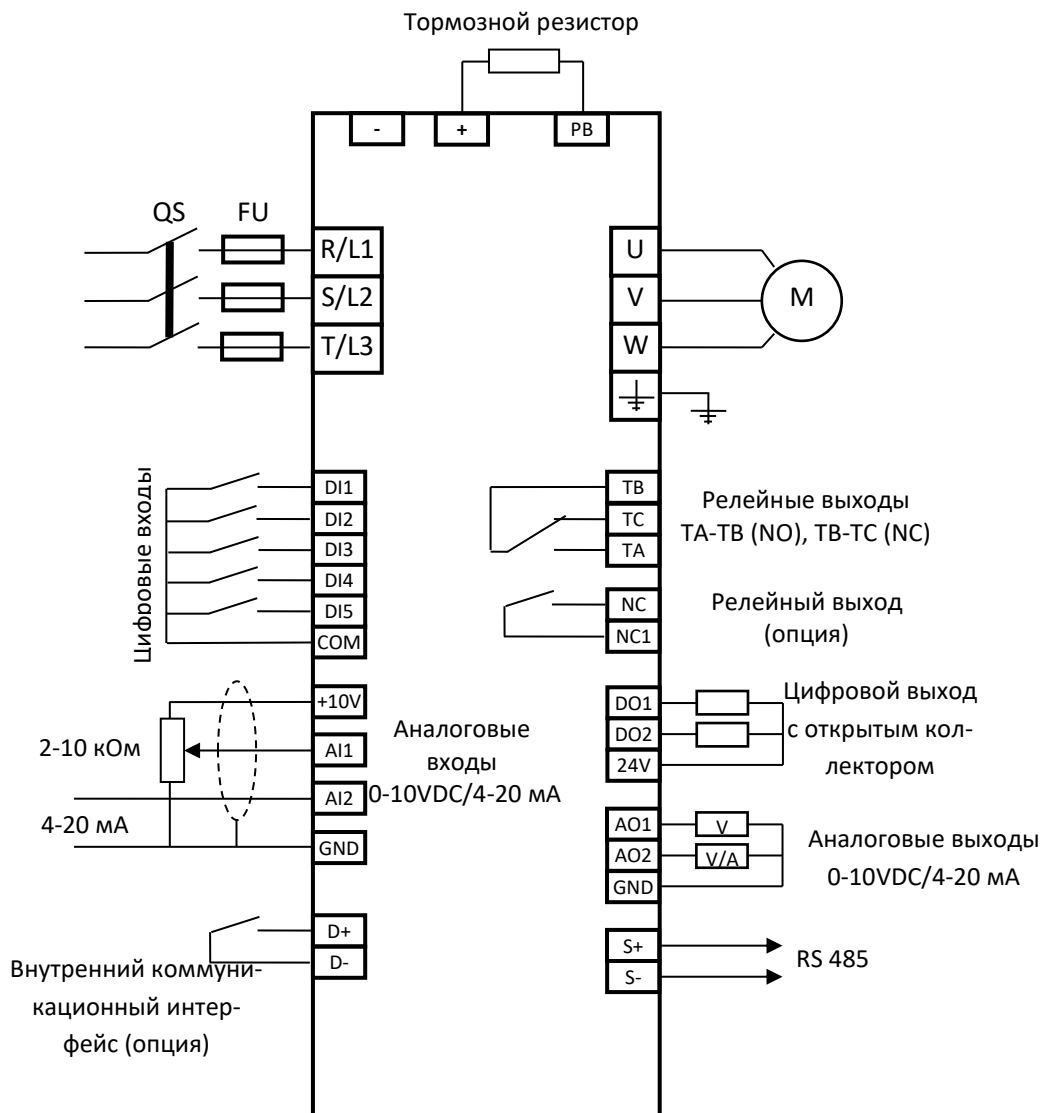 Тормозной резистор
-
+
PB
QS
FU
R/L1
S/L2
T/L3
U
V
W
M
Цифровые входы
DI1
DI2
DI3
DI4
DI5
COM
TB
TC
TA
Релейные выходы
TA-TB (NO), TB-TC (NC)
NC
NC1
Релейный выход
(опция)
+10V
AI1
AI2
GND
2-10 кОм
4-20 мА
Аналоговые
входы
0-10VDC/4-20 мА
DO1
DO2
24V
Цифровой выход
с открытым кол-
лектором
AO1
AO2
GND
V
V/A
Аналоговые выходы
0-10VDC/4-20 мА
D+
D-
Внутренний коммуни-
кационный интер-
фейс (опция)
S+
S-
RS 485